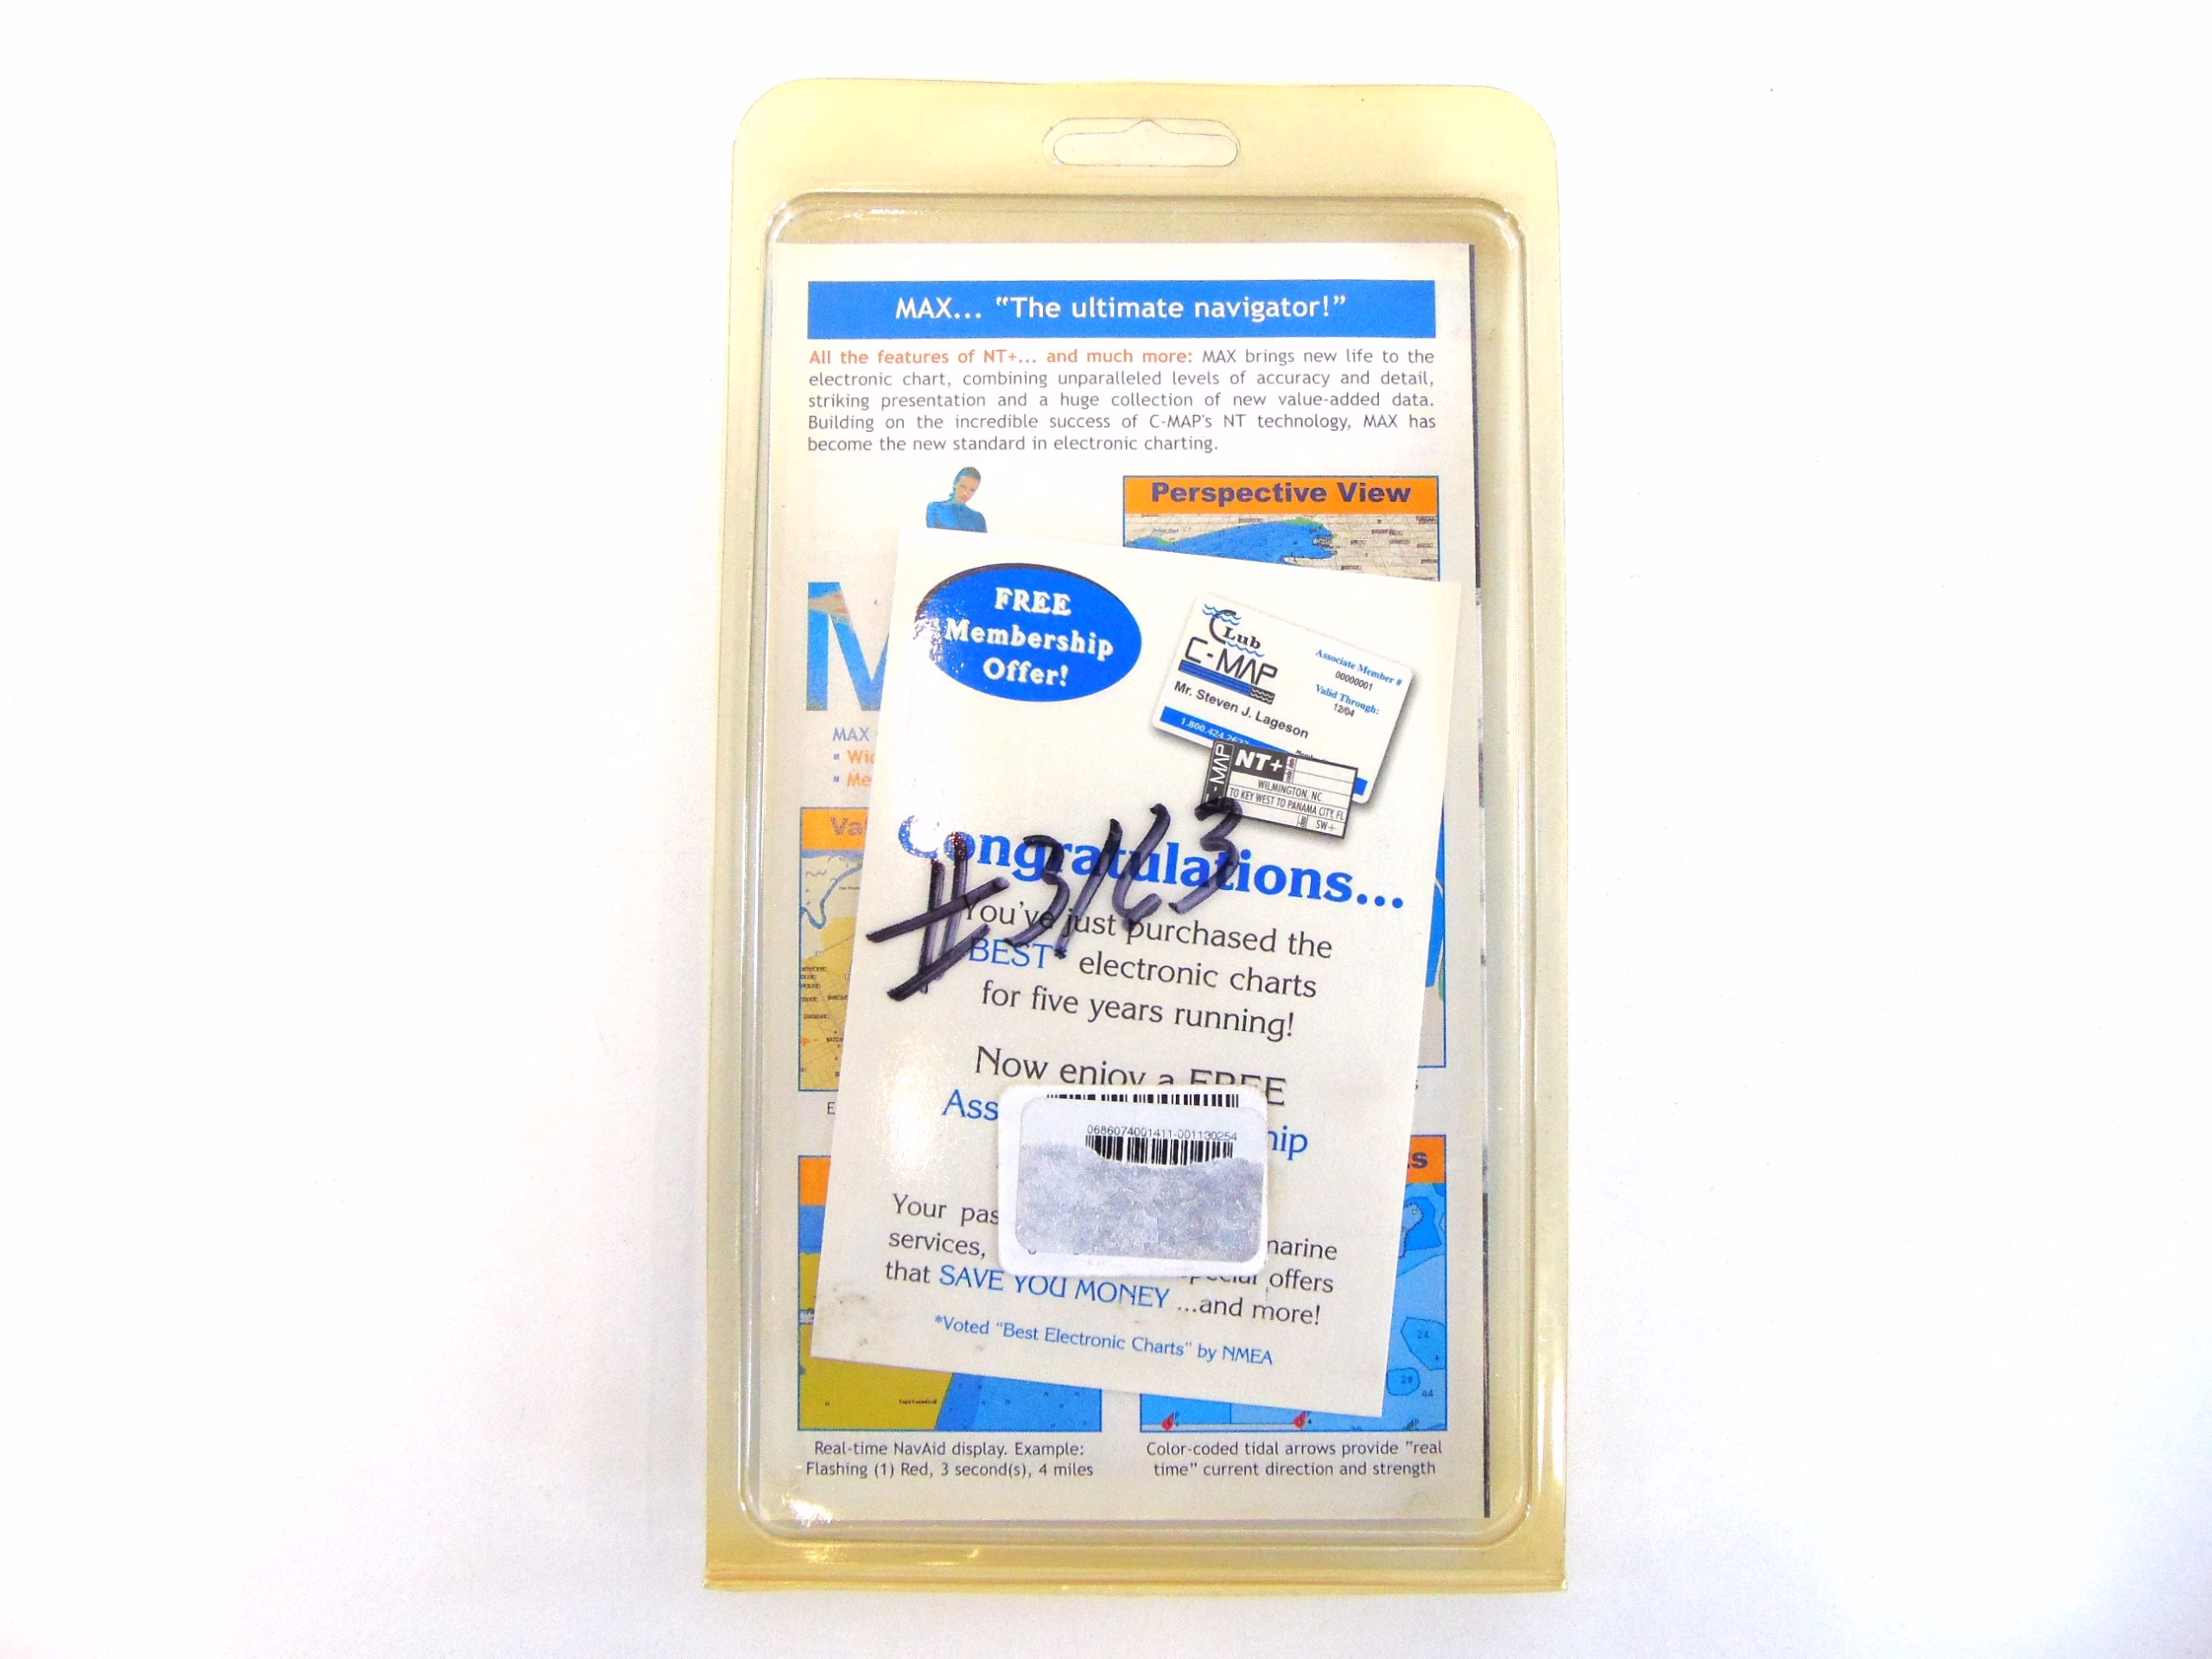 MAX... “The ultimate navigator!”
All the features of NT+... and much more: MAX brings new life to the
electronic chart, combining unparalleled levels of accuracy and detail,
striking presentation and a huge collection of new value-added data.
Building on the incredible success of C-MAP's NT technology, MAX has
become the new standard in electronic charting.
Perspective View
FREE
Membership
Offer!
CLub
C-MAP
Associate Member #
00000001
Valid Through:
12/04
Mr. Steven J. Lageson
C-MAP
NT+
WILMINGTON, NC
TO KEY WEST TO PANAMA CITY, FL
SW+
M
MAX
Congratulations...
#3163
You've just purchased the
BEST* electronic charts
for five years running!
Now enjoy a FREE
0686074001411-001130254
Your
services, marine
that SAVE YOU MONEY special offers
...and more!
*Voted “Best Electronic Charts” by NMEA
Real-time NavAid display. Example:
Flashing (1) Red, 3 second(s), 4 miles
Color-coded tidal arrows provide "real
time" current direction and strength